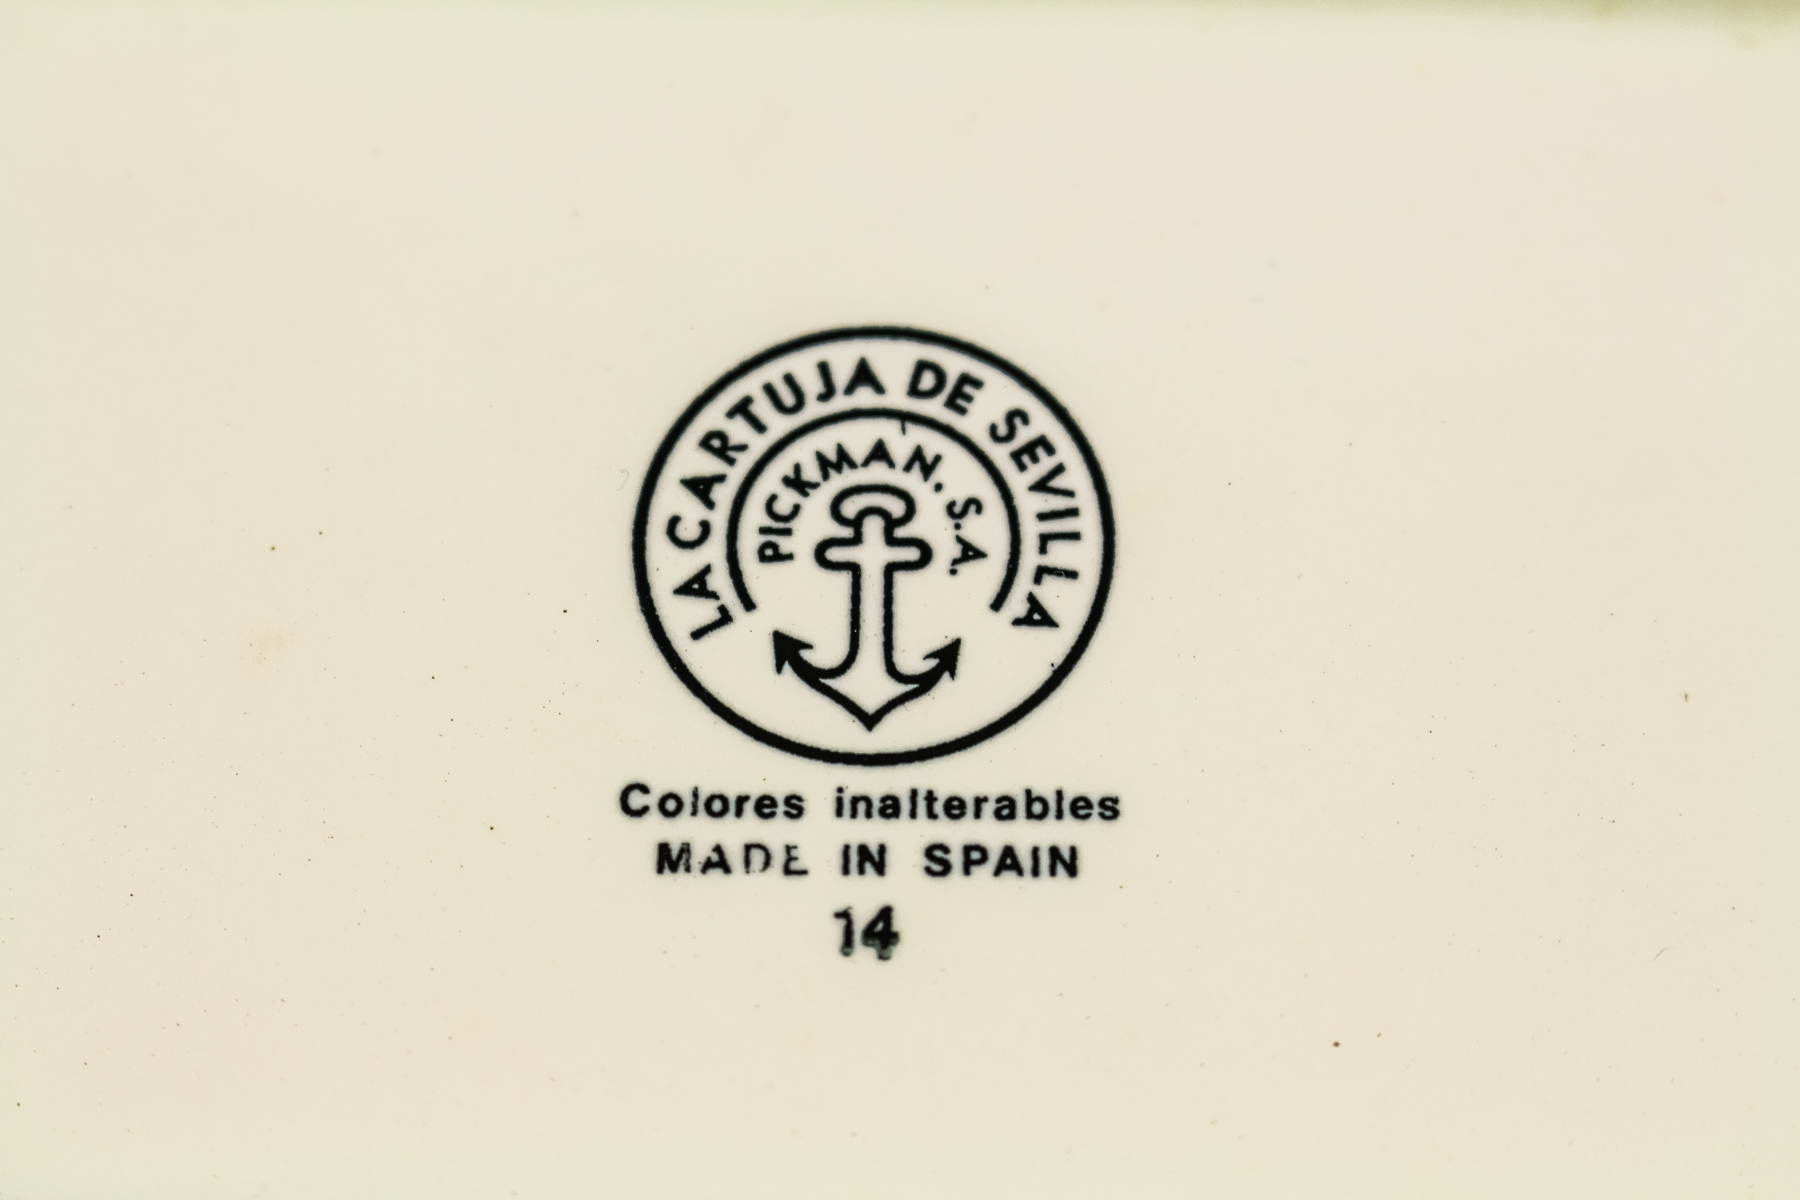 LA CARTUJA DE SEVILLA
PICKMAN. S.A.
Colores inalterables
MADE IN SPAIN
14